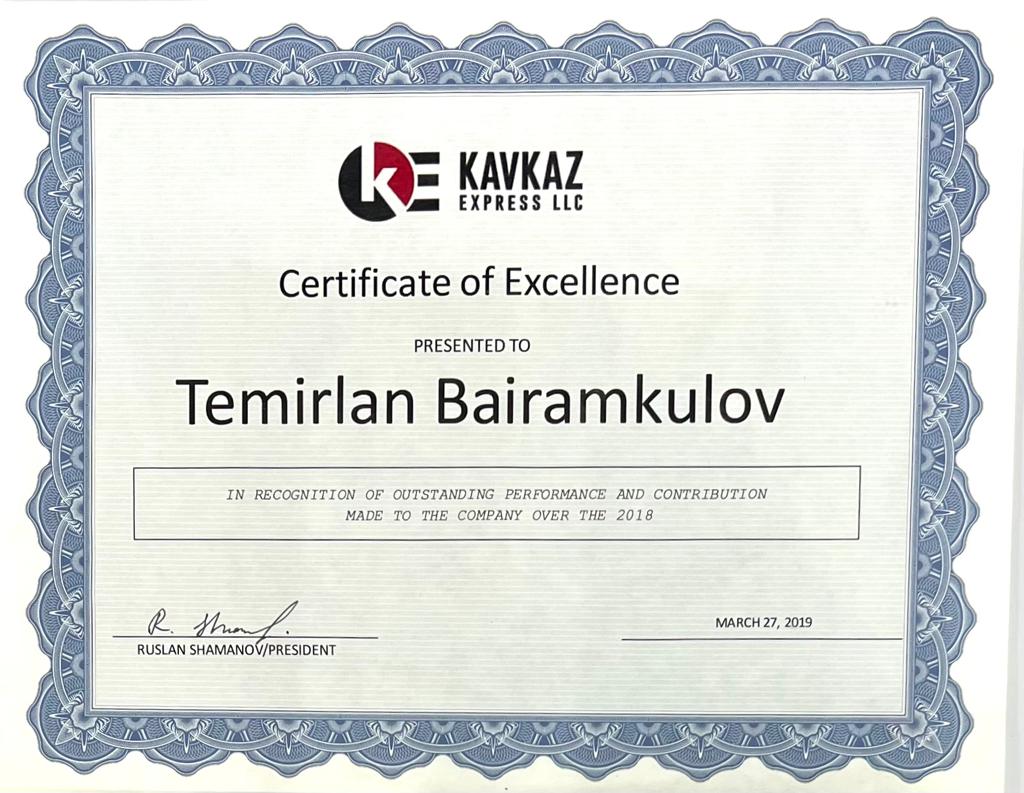 KE KAVKAZ
EXPRESS LLC
Certificate of Excellence
PRESENTED TO
Temirlan Bairamkulov
IN RECOGNITION OF OUTSTANDING PERFORMANCE AND CONTRIBUTION
MADE TO THE COMPANY OVER THE 2018
R. Shamanov
MARCH 27, 2019
RUSLAN SHAMANOV/PRESIDENT